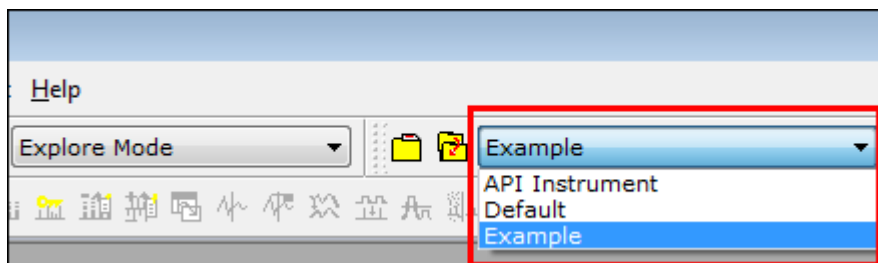 Help
Explore Mode
Example
API Instrument
Default
Example